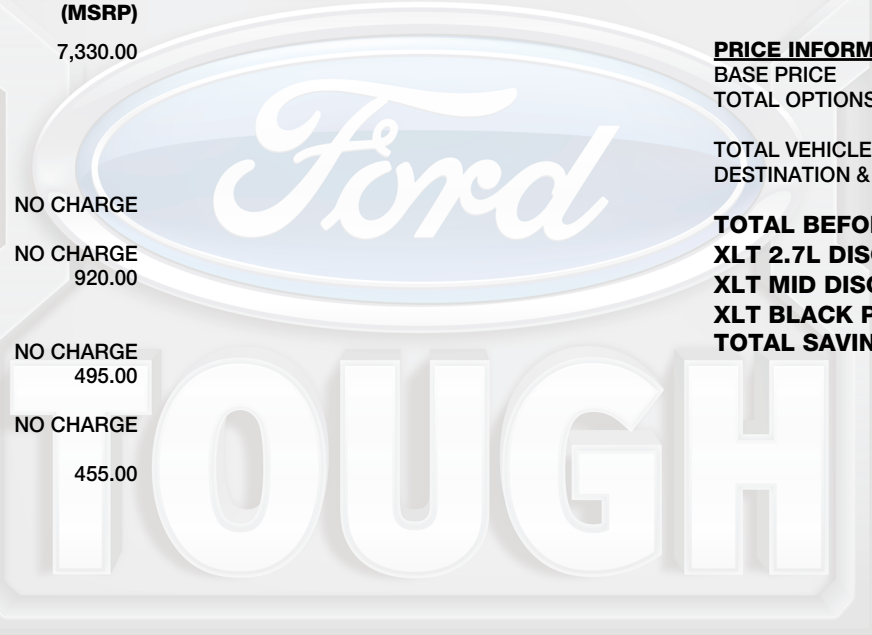 (MSRP)
7,330.00
NO CHARGE
NO CHARGE
920.00
NO CHARGE
495.00
NO CHARGE
455.00
PRICE INFORM
BASE PRICE
TOTAL OPTIONS
TOTAL VEHICLE
DESTINATION &
TOTAL BEFO
XLT 2.7L DIS
XLT MID DISC
XLT BLACK P
TOTAL SAVIN
Ford
TOUGH